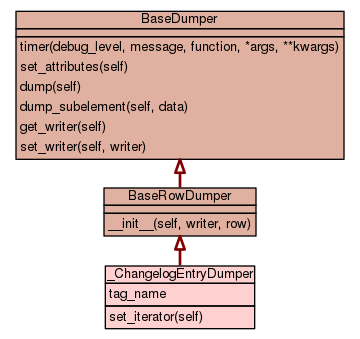 BaseDumper
timer(debug_level, message, function, *args, **kwargs)
set_attributes(self)
dump(self)
dump_subelement(self, data)
get_writer(self)
set_writer(self, writer)
BaseRowDumper
__init__(self, writer, row)
_ChangelogEntryDumper
tag_name
set_iterator(self)